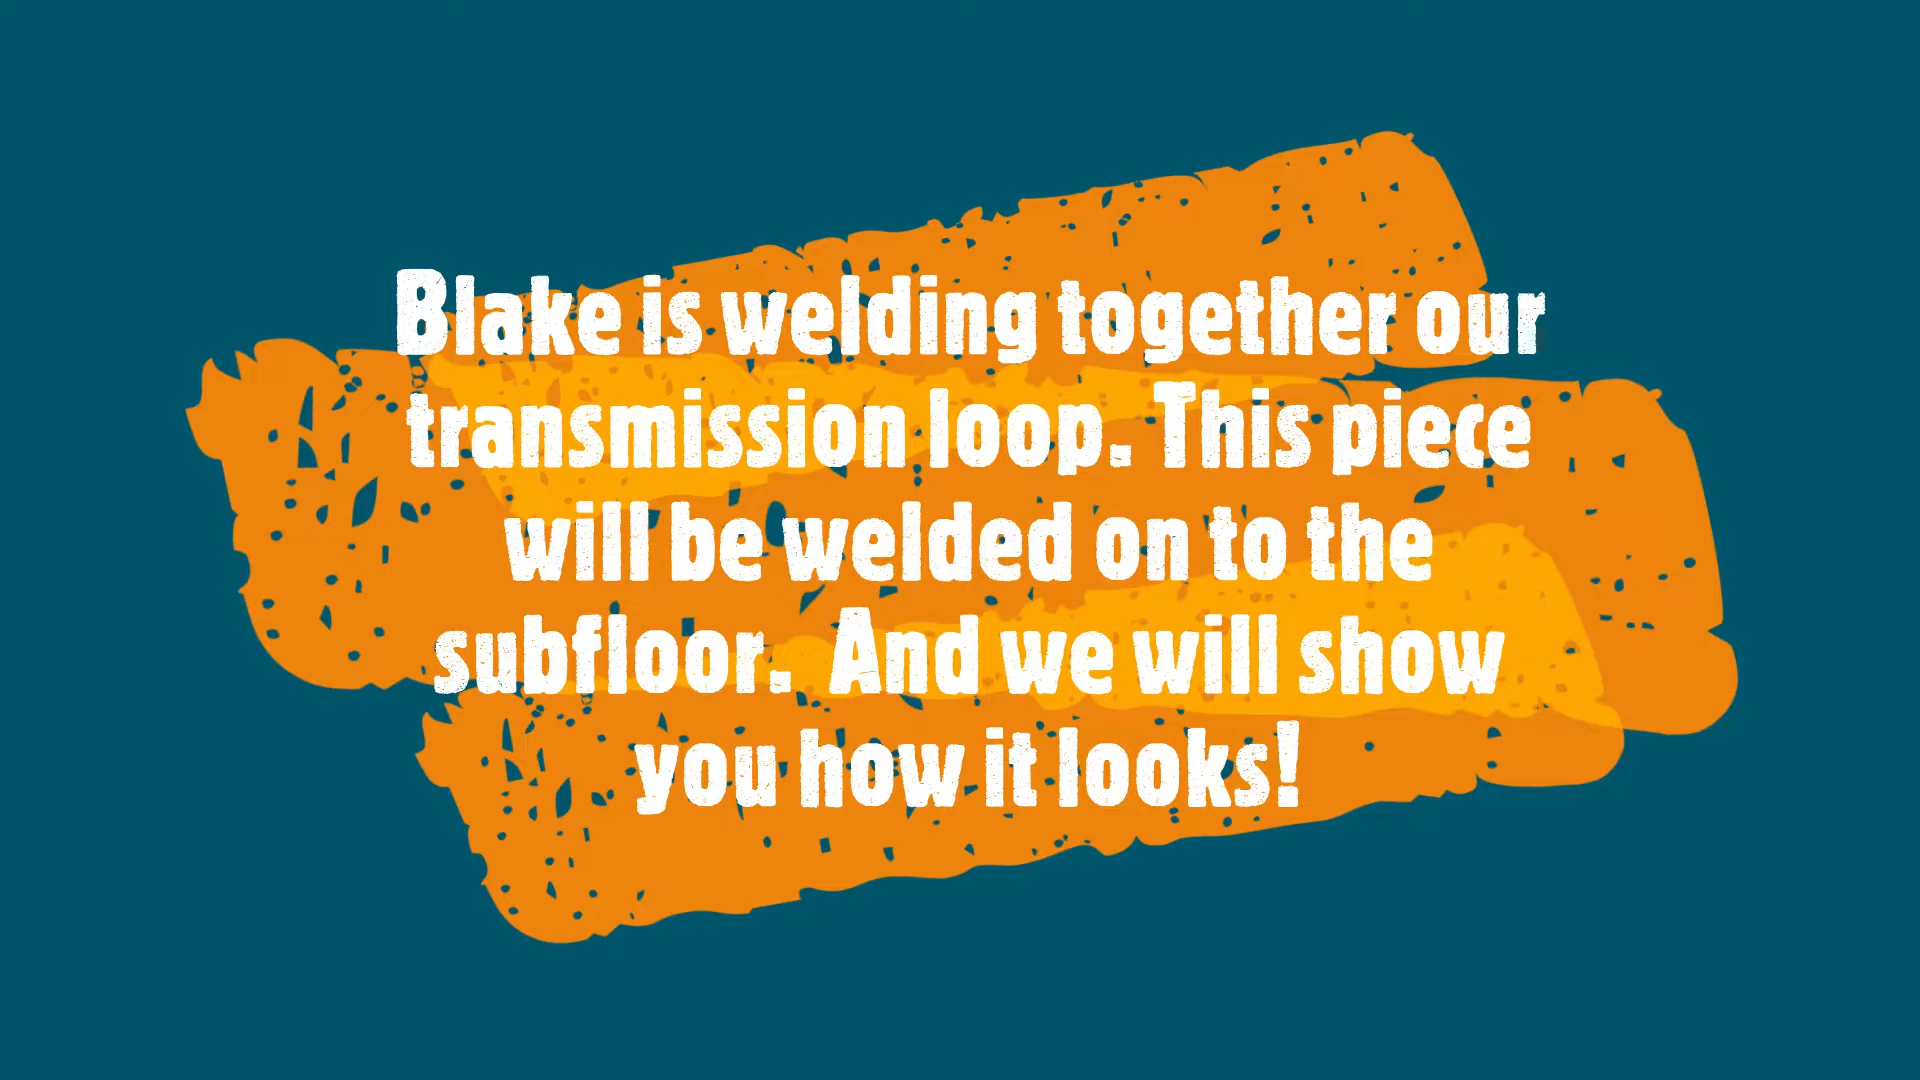 Blake is welding together our
transmission loop. This piece
will be welded on to the
subfloor.  And we will show
you how it looks!